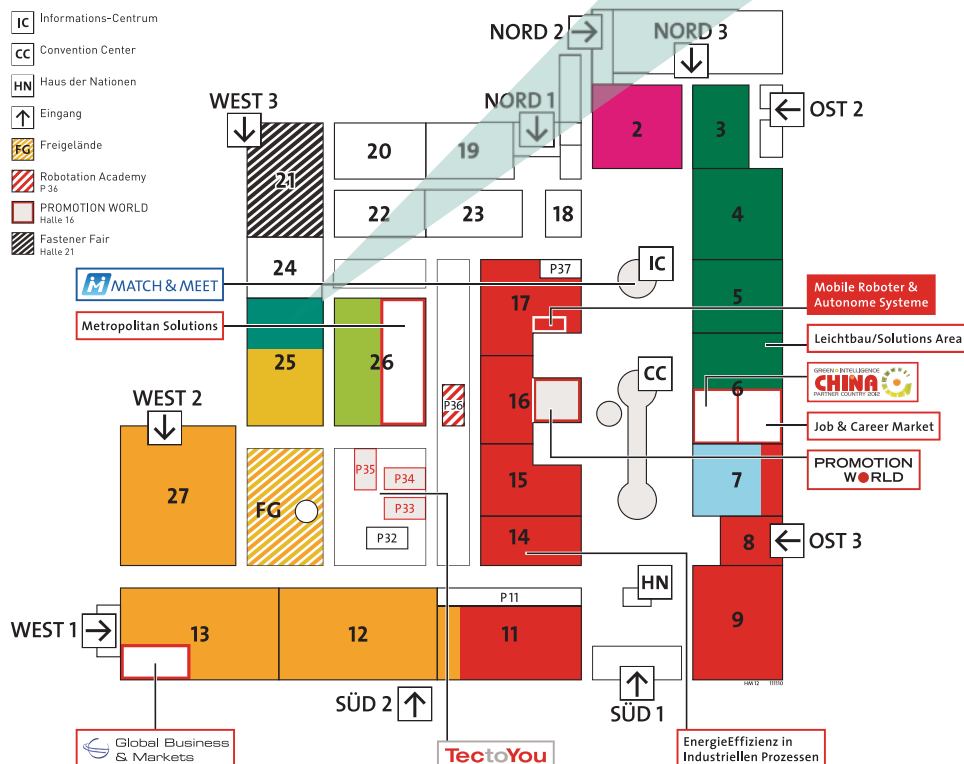 IC Informations-Centrum
CC Convention Center
HN Haus der Nationen
Eingang
FG Freigelände
Robotation Academy
P 36
PROMOTION WORLD
Halle 16
Fastener Fair
Halle 21
NORD 2
NORD 3
WEST 3
NORD 1
OST 2
2
3
20
19
21
4
22
23
18
24
IC
P37
17
5
MATCH & MEET
Mobile Roboter &
Autonome Systeme
Metropolitan Solutions
Leichtbau/Solutions Area
25
26
CC
6
GREEN INTELLIGENCE
CHINA
PARTNER COUNTRY 2012
WEST 2
P36
16
Job & Career Market
PROMOTION
WORLD
27
P35
P34
15
7
FG
P33
P32
14
8
OST 3
HN
P11
WEST 1
13
12
11
9
HM12 111110
SÜD 2
SÜD 1
Global Business
& Markets
TectoYou
EnergieEffizienz in
Industriellen Prozessen